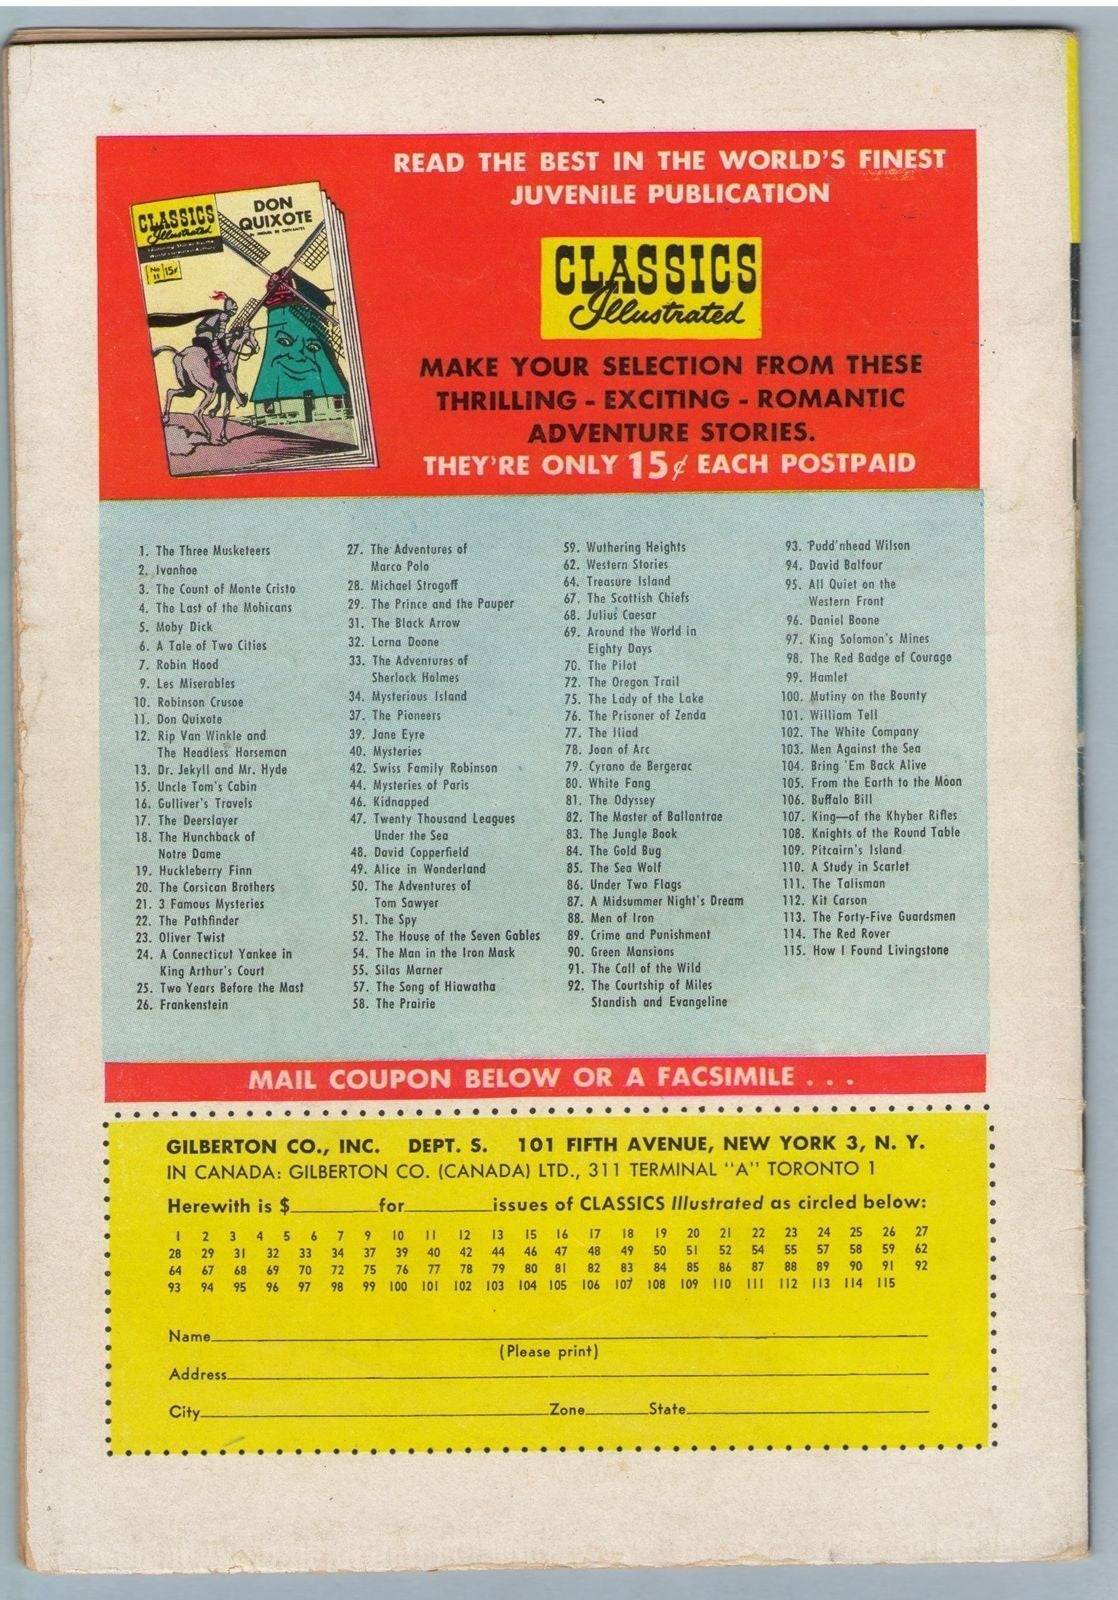 READ THE BEST IN THE WORLD'S FINEST
JUVENILE PUBLICATION
CLASSICS
Illustrated
DON
QUIXOTE
CLASSICS
Illustrated
No 11 15¢
MAKE YOUR SELECTION FROM THESE
THRILLING - EXCITING - ROMANTIC
ADVENTURE STORIES.
THEY'RE ONLY 15¢ EACH POSTPAID
1. The Three Musketeers
2. Ivanhoe
3. The Count of Monte Cristo
4. The Last of the Mohicans
5. Moby Dick
6. A Tale of Two Cities
7. Robin Hood
9. Les Miserables
10. Robinson Crusoe
11. Don Quixote
12. Rip Van Winkle and
The Headless Horseman
13. Dr. Jekyll and Mr. Hyde
15. Uncle Tom's Cabin
16. Gulliver's Travels
17. The Deerslayer
18. The Hunchback of
Notre Dame
19. Huckleberry Finn
20. The Corsican Brothers
21. 3 Famous Mysteries
22. The Pathfinder
23. Oliver Twist
24. A Connecticut Yankee in
King Arthur's Court
25. Two Years Before the Mast
26. Frankenstein
27. The Adventures of
Marco Polo
28. Michael Strogoff
29. The Prince and the Pauper
31. The Black Arrow
32. Lorna Doone
33. The Adventures of
Sherlock Holmes
34. Mysterious Island
37. The Pioneers
39. Jane Eyre
40. Mysteries
42. Swiss Family Robinson
44. Mysteries of Paris
46. Kidnapped
47. Twenty Thousand Leagues
Under the Sea
48. David Copperfield
49. Alice in Wonderland
50. The Adventures of
Tom Sawyer
51. The Spy
52. The House of the Seven Gables
54. The Man in the Iron Mask
55. Silas Marner
57. The Song of Hiawatha
58. The Prairie
59. Wuthering Heights
62. Western Stories
64. Treasure Island
67. The Scottish Chiefs
68. Julius Caesar
69. Around the World in
Eighty Days
70. The Pilot
72. The Oregon Trail
75. The Lady of the Lake
76. The Prisoner of Zenda
77. The Iliad
78. Joan of Arc
79. Cyrano de Bergerac
80. White Fang
81. The Odyssey
82. The Master of Ballantrae
83. The Jungle Book
84. The Gold Bug
85. The Sea Wolf
86. Under Two Flags
87. A Midsummer Night's Dream
88. Men of Iron
89. Crime and Punishment
90. Green Mansions
91. The Call of the Wild
92. The Courtship of Miles
Standish and Evangeline
93. Pudd'nhead Wilson
94. David Balfour
95. All Quiet on the
Western Front
96. Daniel Boone
97. King Solomon's Mines
98. The Red Badge of Courage
99. Hamlet
100. Mutiny on the Bounty
101. William Tell
102. The White Company
103. Men Against the Sea
104. Bring 'Em Back Alive
105. From the Earth to the Moon
106. Buffalo Bill
107. King—of the Khyber Rifles
108. Knights of the Round Table
109. Pitcairn's Island
110. A Study in Scarlet
111. The Talisman
112. Kit Carson
113. The Forty-Five Guardsmen
114. The Red Rover
115. How I Found Livingstone
MAIL COUPON BELOW OR A FACSIMILE . . .
GILBERTON CO., INC. DEPT. S. 101 FIFTH AVENUE, NEW YORK 3, N. Y.
IN CANADA: GILBERTON CO. (CANADA) LTD., 311 TERMINAL "A" TORONTO 1
Herewith is $________for________issues of CLASSICS Illustrated as circled below:
1 2 3 4 5 6 7 9 10 11 12 13 15 16 17 18 19 20 21 22 23 24 25 26 27
28 29 31 32 33 34 37 39 40 42 44 46 47 48 49 50 51 52 54 55 57 58 59 62
64 67 68 69 70 72 75 76 77 78 79 80 81 82 83 84 85 86 87 88 89 90 91 92
93 94 95 96 97 98 99 100 101 102 103 104 105 106 107 108 109 110 111 112 113 114 115
Name
(Please print)
Address
City Zone State